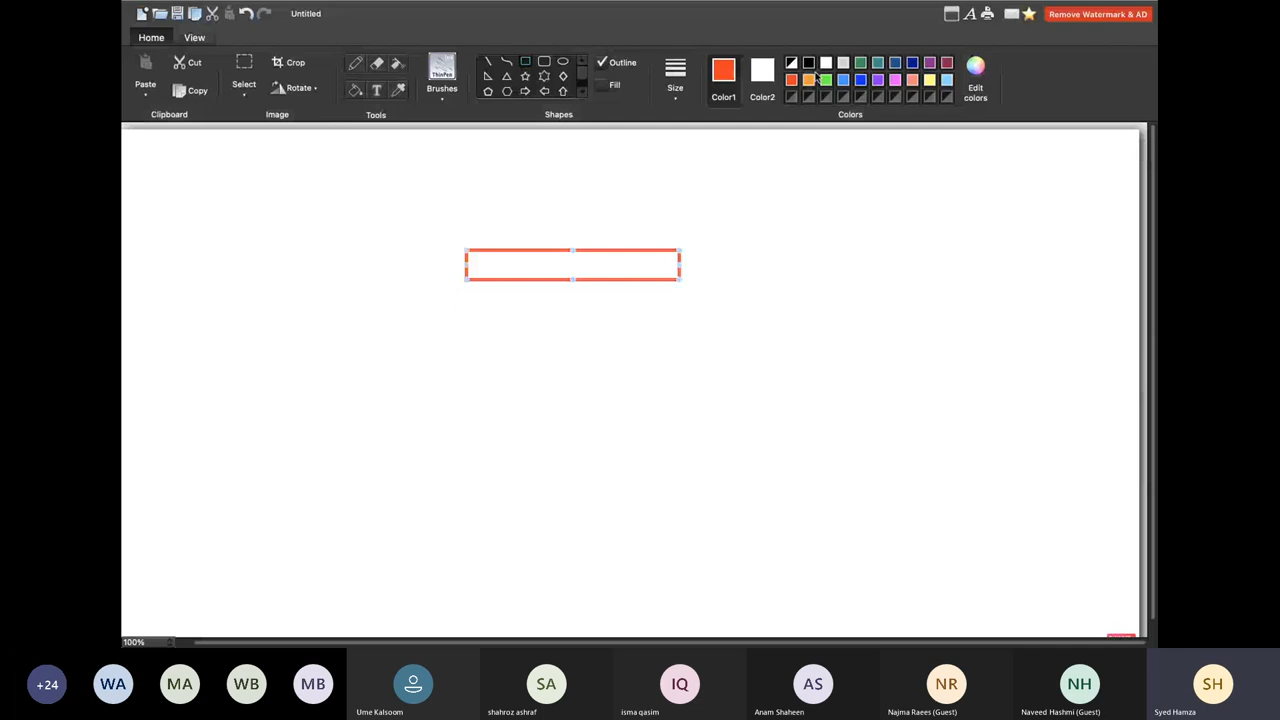 Untitled
Remove Watermark & AD
Home View
Paste Cut Copy
Clipboard
Select Crop Rotate
Image
Tools
ThinPen
Brushes
Outline
Fill
Shapes
Size
Color1
Color2
Edit
colors
Colors
100%
+24
WA
MA
WB
MB
Ume Kalsoom
SA
shahroz ashraf
IQ
isma qasim
AS
Anam Shaheen
NR
Najma Raees (Guest)
NH
Naveed Hashmi (Guest)
SH
Syed Hamza